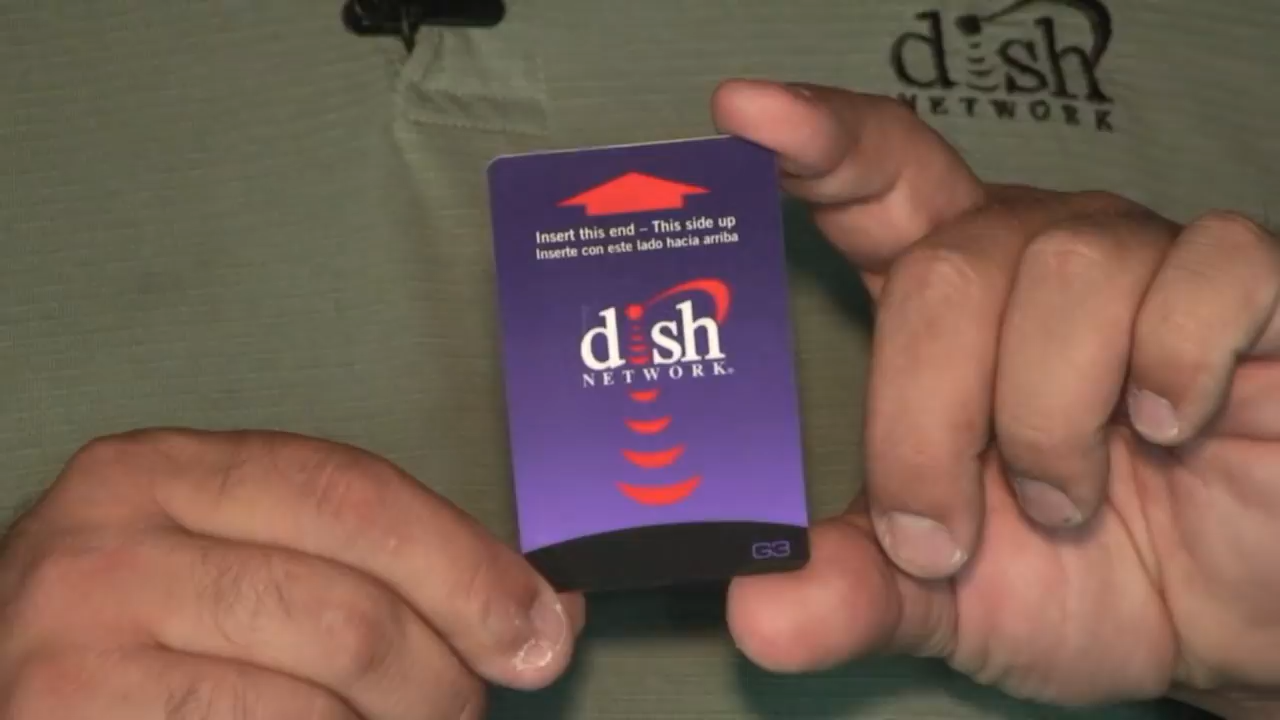 dish
NETWORK
Insert this end – This side up
Inserte con este lado hacia arriba
dish
NETWORK®
G3